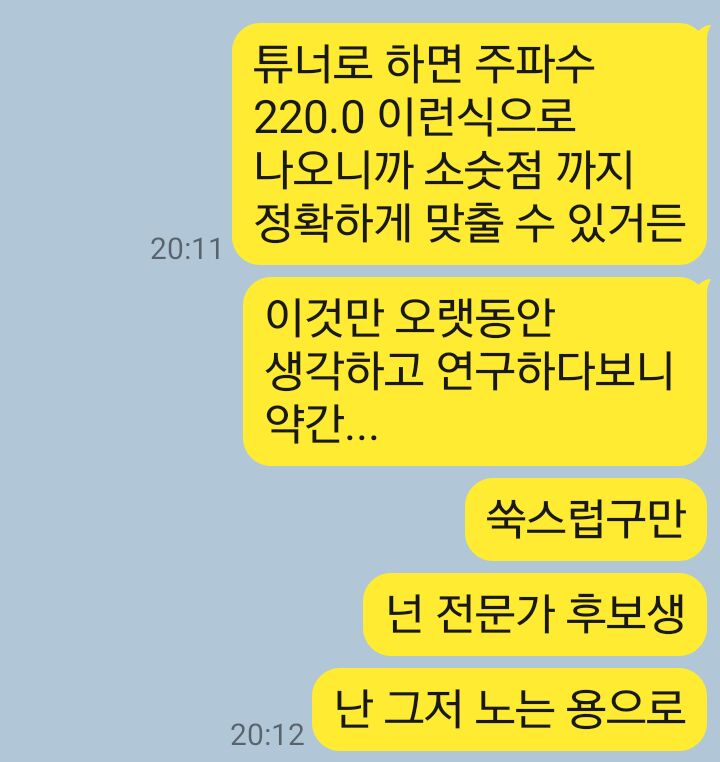 튜너로 하면 주파수
220.0 이런식으로
나오니까 소숫점 까지
정확하게 맞출 수 있거든
20:11
이것만 오랫동안
생각하고 연구하다보니
약간...
쑥스럽구만
넌 전문가 후보생
난 그저 노는 용으로
20:12